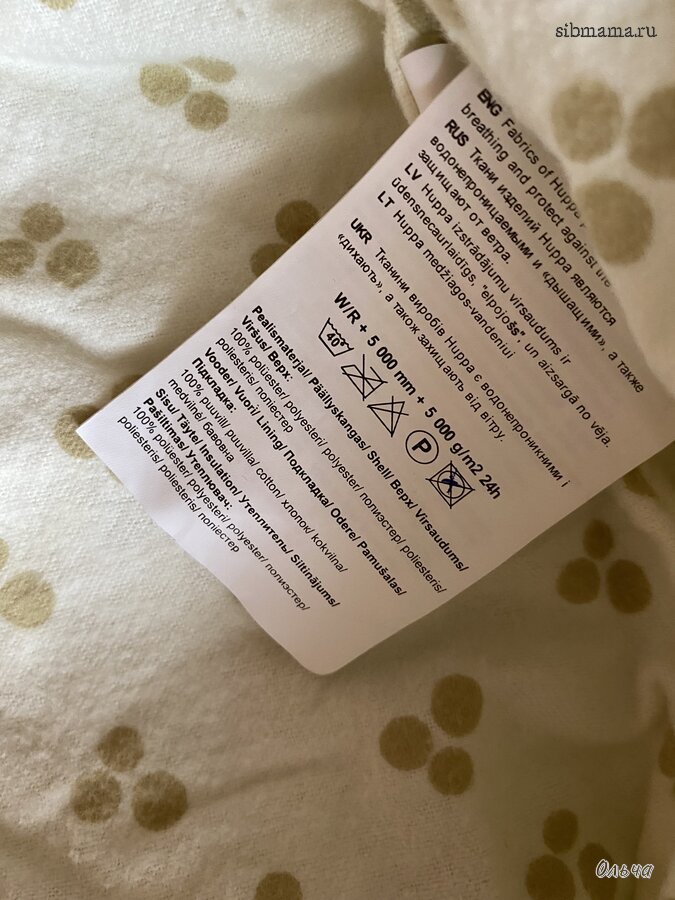 sibmama.ru
ENG Fabrics of Huppa
breathing and protect against the
RUS Ткани изделий Huppa являются
водонепроницаемыми и «дышащими», а также
защищают от ветра.
LV Huppa izstrādājumu virsaudums ir
ūdensnecaurlaidīgs, "elpojošs", un aizsargā no vēja.
LT Huppa medžiagos-vandeniui
UKR Тканини виробів Huppa є водонепроникними і
«дихають», а також захищають від вітру.
W/R + 5 000 mm + 5 000 g/m2 24h
40° P
Pealismaterjal/ Päällyskangas/ Shell/ Верх/ Virsaudums/
Viršus/ Верх:
100% polüester/ polyesteri/ polyester/ полиэстер/ poliesteris/
poliesteris/ поліестер
Vooder/ Vuori/ Lining/ Подкладка/ Odere/ Pamušalas/
Підкладка:
100% puuvill/ puuvilla/ cotton/ хлопок/ kokvilna/
medvilnė/ бавовна
Sisu/ Täyte/ Insulation/ Утеплитель/ Siltinājums/
Pašiltimas/ Утеплювач:
100% polüester/ polyesteri/ polyester/ полиэстер/
poliesteris/ poliesteris/ поліестер
Ольча